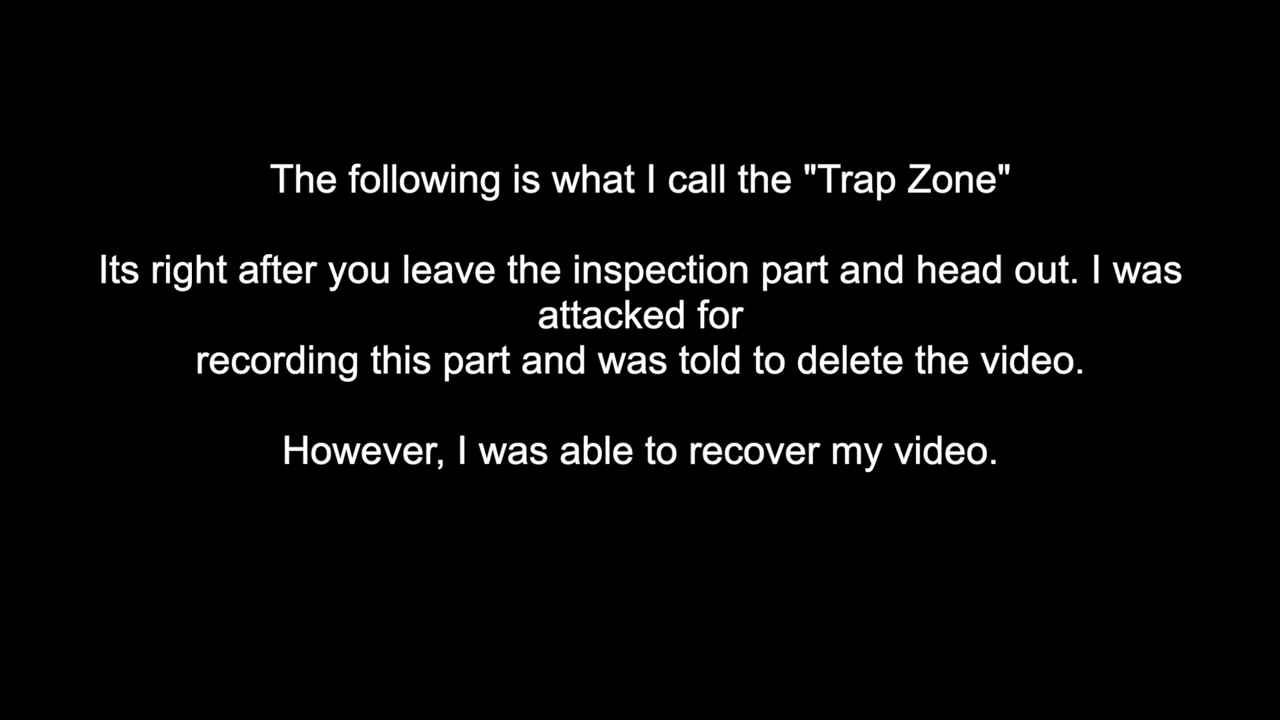 The following is what I call the "Trap Zone"
Its right after you leave the inspection part and head out. I was
attacked for
recording this part and was told to delete the video.
However, I was able to recover my video.